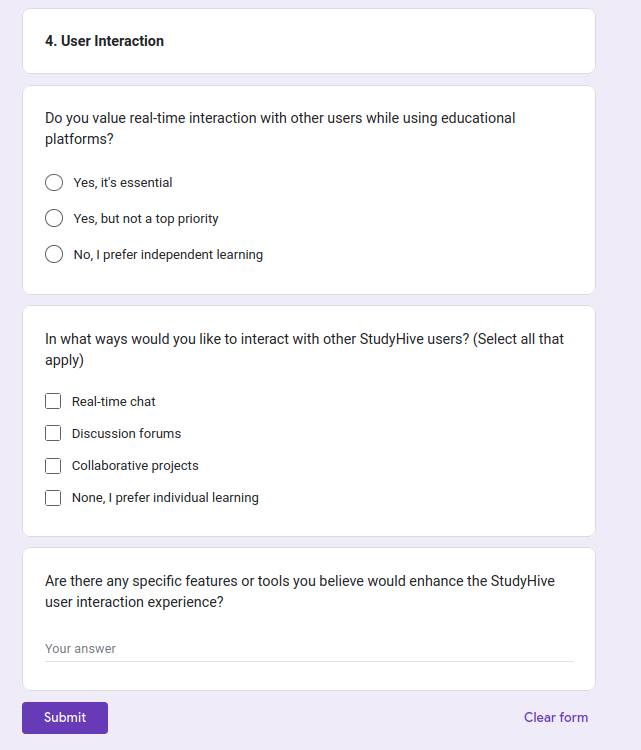 4. User Interaction
Do you value real-time interaction with other users while using educational
platforms?
Yes, it's essential
Yes, but not a top priority
No, I prefer independent learning
In what ways would you like to interact with other StudyHive users? (Select all that
apply)
Real-time chat
Discussion forums
Collaborative projects
None, I prefer individual learning
Are there any specific features or tools you believe would enhance the StudyHive
user interaction experience?
Your answer
Submit
Clear form